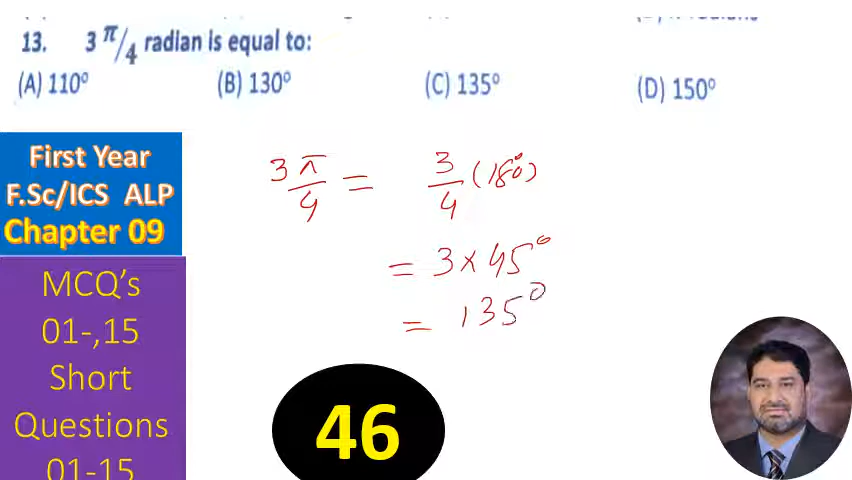 13. 3 π/4 radian is equal to:
(A) 110° (B) 130° (C) 135° (D) 150°
First Year
F.Sc/ICS ALP
Chapter 09
MCQ's
01-,15
Short
Questions
01-15
3 π/4 = 3/4 (180°)
= 3 × 45°
= 135°
46